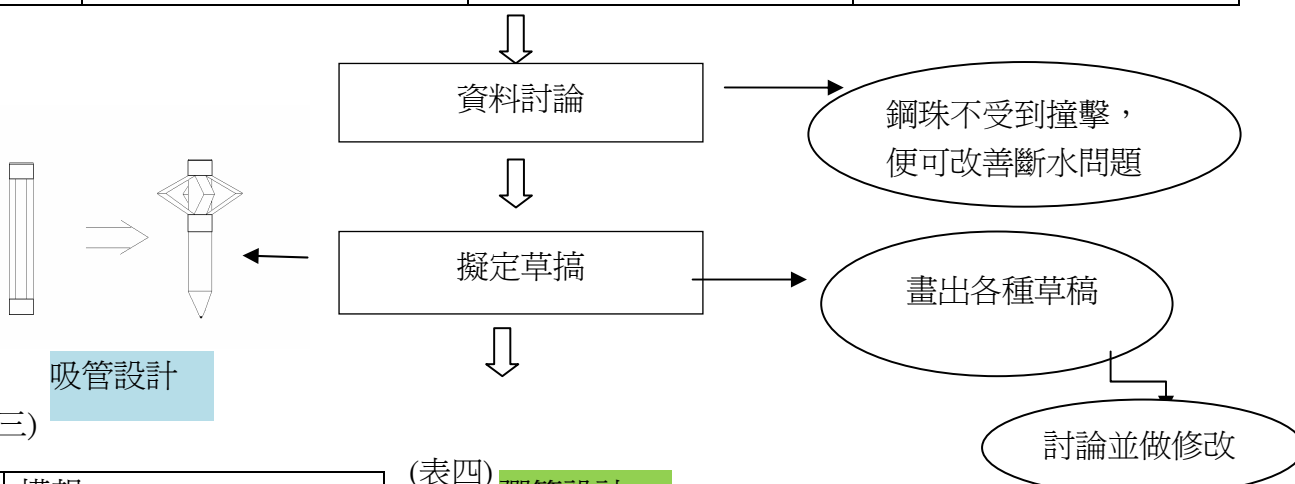 資料討論
鋼珠不受到撞擊，
便可改善斷水問題
擬定草搞
畫出各種草稿
吸管設計
三)
討論並做修改
(表四)